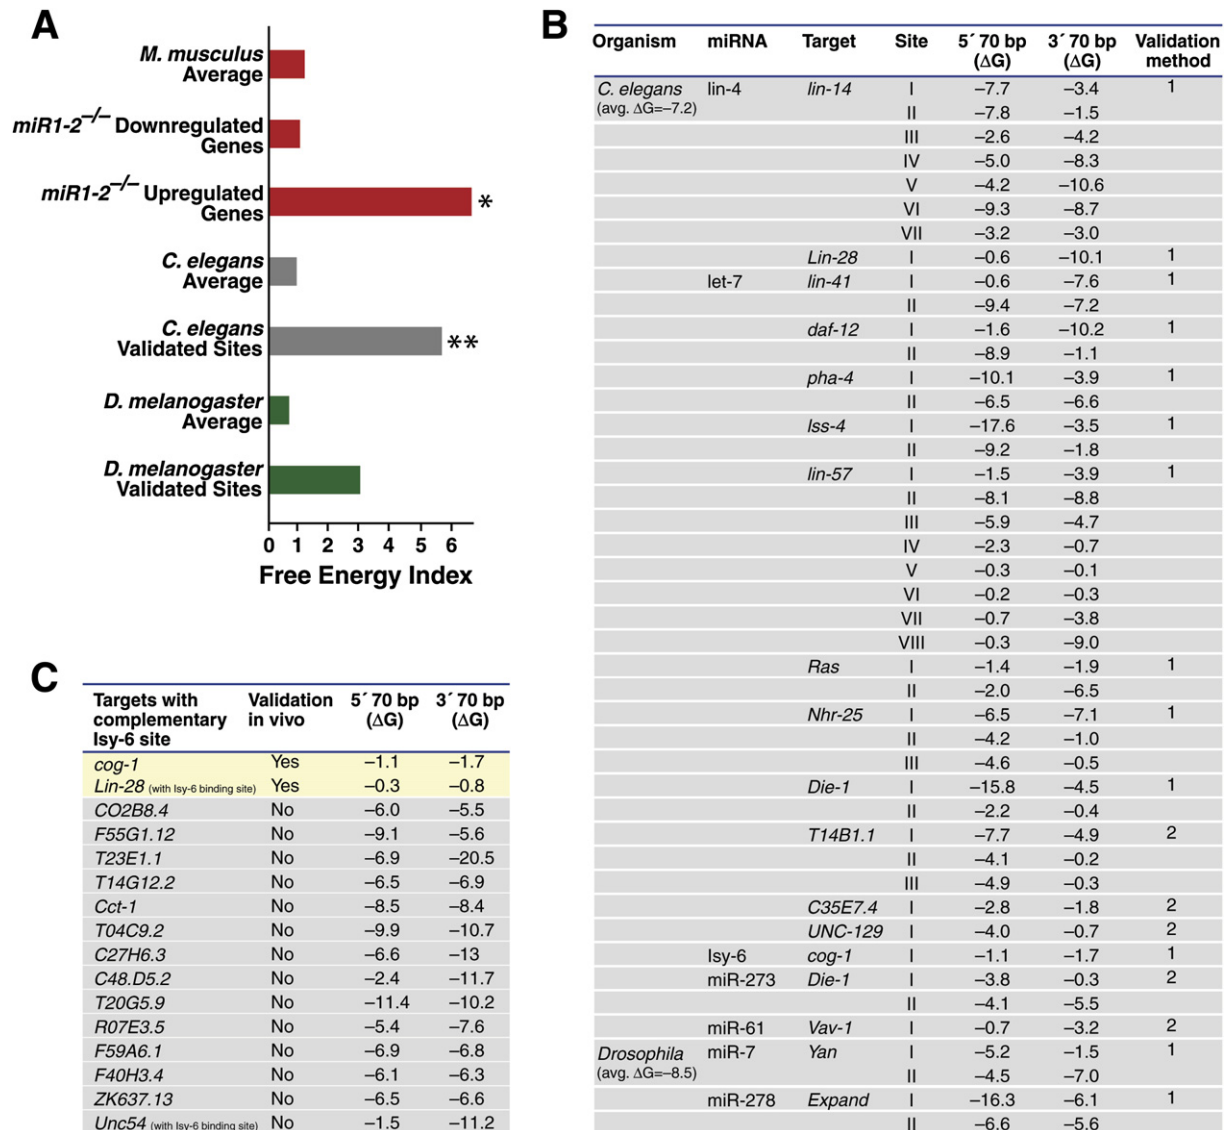 A
M. musculus
Average
miR1-2−/− Downregulated
Genes
miR1-2−/− Upregulated
Genes
*
C. elegans
Average
C. elegans
Validated Sites
**
D. melanogaster
Average
D. melanogaster
Validated Sites
0 1 2 3 4 5 6
Free Energy Index
B
Organism miRNA Target Site 5´ 70 bp 3´ 70 bp Validation
(ΔG) (ΔG) method
C. elegans lin-4 lin-14 I –7.7 –3.4 1
(avg. ΔG=–7.2) II –7.8 –1.5
III –2.6 –4.2
IV –5.0 –8.3
V –4.2 –10.6
VI –9.3 –8.7
VII –3.2 –3.0
Lin-28 I –0.6 –10.1 1
let-7 lin-41 I –0.6 –7.6 1
II –9.4 –7.2
daf-12 I –1.6 –10.2 1
II –8.9 –1.1
pha-4 I –10.1 –3.9 1
II –6.5 –6.6
lss-4 I –17.6 –3.5 1
II –9.2 –1.8
lin-57 I –1.5 –3.9 1
II –8.1 –8.8
III –5.9 –4.7
IV –2.3 –0.7
V –0.3 –0.1
VI –0.2 –0.3
VII –0.7 –3.8
VIII –0.3 –9.0
Ras I –1.4 –1.9 1
II –2.0 –6.5
Nhr-25 I –6.5 –7.1 1
II –4.2 –1.0
III –4.6 –0.5
Die-1 I –15.8 –4.5 1
II –2.2 –0.4
T14B1.1 I –7.7 –4.9 2
II –4.1 –0.2
III –4.9 –0.3
C35E7.4 I –2.8 –1.8 2
UNC-129 I –4.0 –0.7 2
lsy-6 cog-1 I –1.1 –1.7 1
miR-273 Die-1 I –3.8 –0.3 2
II –4.1 –5.5
miR-61 Vav-1 I –0.7 –3.2 2
Drosophila miR-7 Yan I –5.2 –1.5 1
(avg. ΔG=–8.5) II –4.5 –7.0
miR-278 Expand I –16.3 –6.1 1
II –6.6 –5.6
C
Targets with Validation 5´ 70 bp 3´ 70 bp
complementary in vivo (ΔG) (ΔG)
lsy-6 site
cog-1 Yes –1.1 –1.7
Lin-28 (with lsy-6 binding site) Yes –0.3 –0.8
CO2B8.4 No –6.0 –5.5
F55G1.12 No –9.1 –5.6
T23E1.1 No –6.9 –20.5
T14G12.2 No –6.5 –6.9
Cct-1 No –8.5 –8.4
T04C9.2 No –9.9 –10.7
C27H6.3 No –6.6 –13
C48.D5.2 No –2.4 –11.7
T20G5.9 No –11.4 –10.2
R07E3.5 No –5.4 –7.6
F59A6.1 No –6.9 –6.8
F40H3.4 No –6.1 –6.3
ZK637.13 No –6.5 –6.6
Unc54 (with lsy-6 binding site) No –1.5 –11.2